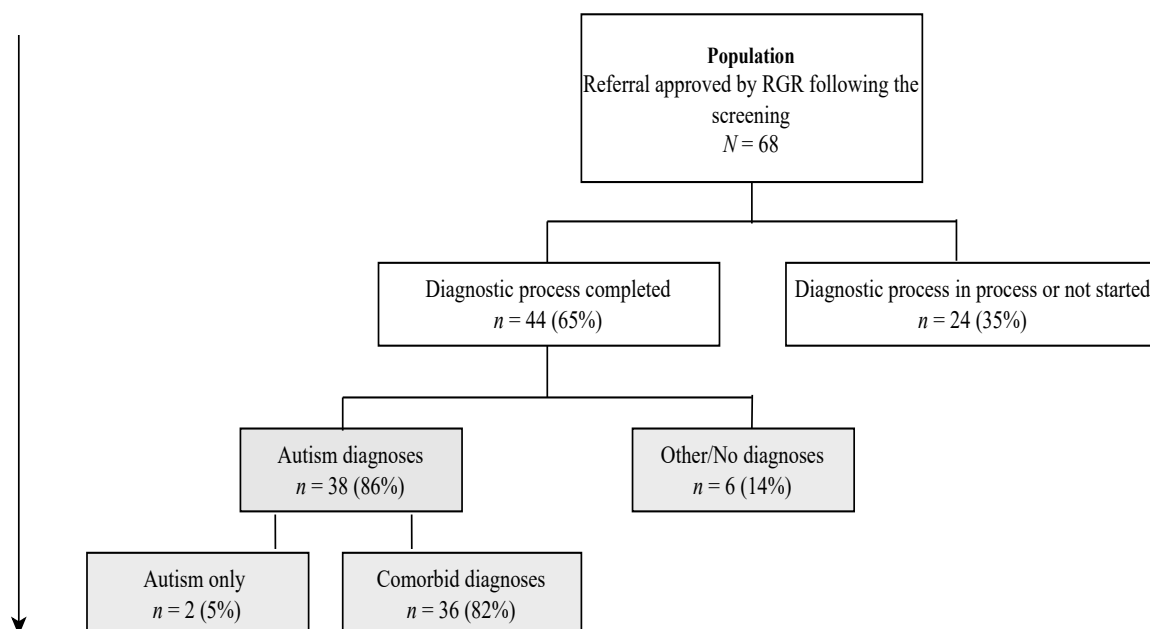 Population
Referral approved by RGR following the
screening
N = 68
Diagnostic process completed
n = 44 (65%)
Diagnostic process in process or not started
n = 24 (35%)
Autism diagnoses
n = 38 (86%)
Other/No diagnoses
n = 6 (14%)
Autism only
n = 2 (5%)
Comorbid diagnoses
n = 36 (82%)